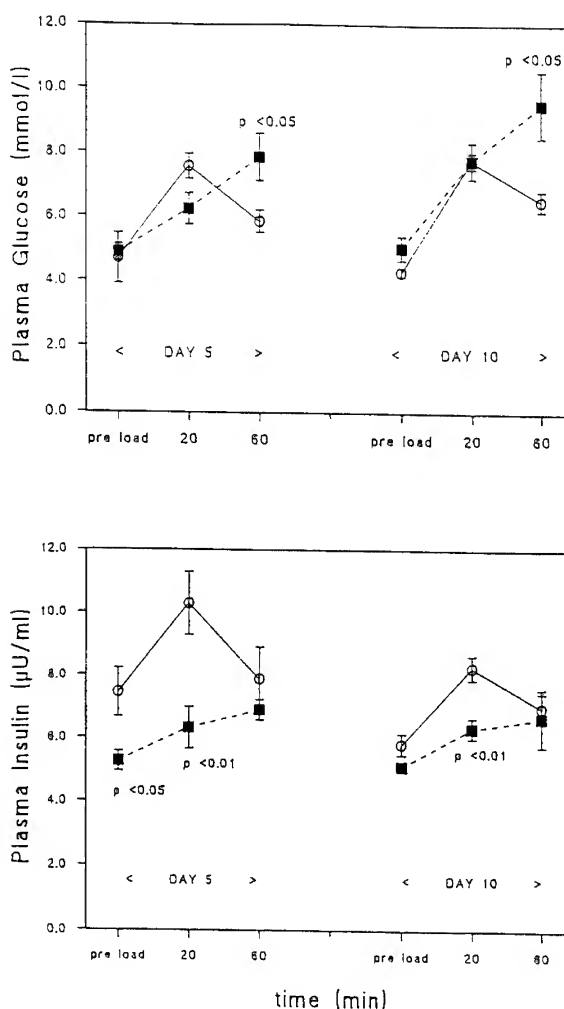 Plasma Glucose (mmol/l)
12.0
10.0
8.0
6.0
4.0
2.0
0.0
p <0.05
p <0.05
< DAY 5 >
< DAY 10 >
pre load 20 60 pre load 20 60
Plasma Insulin (µU/ml)
12.0
10.0
8.0
6.0
4.0
2.0
0.0
p <0.05
p <0.01
p <0.01
< DAY 5 >
< DAY 10 >
pre load 20 60 pre load 20 60
time (min)